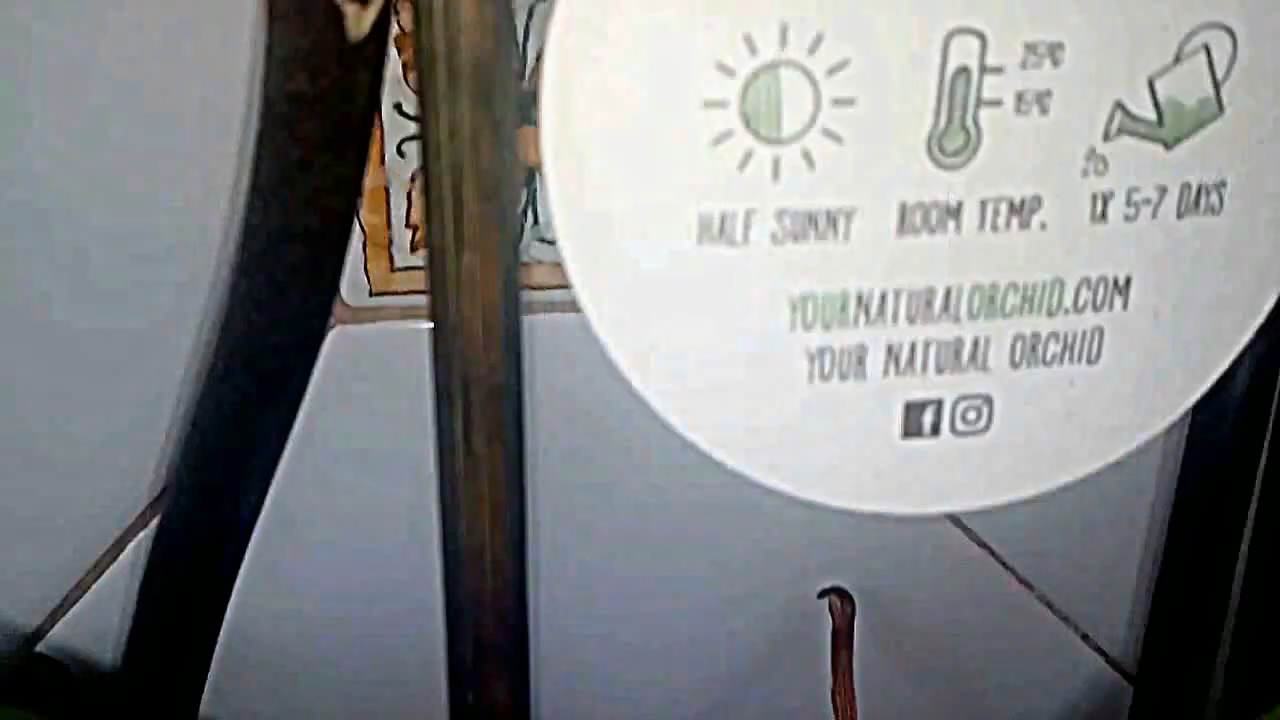 25°C
15°C
HALF SUNNY ROOM TEMP. 1X 5-7 DAYS
YOURNATURALORCHID.COM
YOUR NATURAL ORCHID